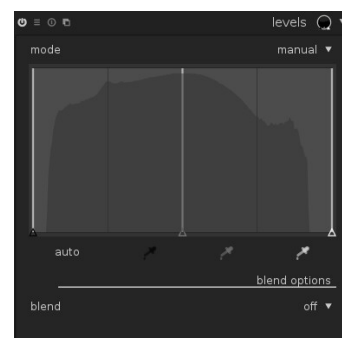 levels
mode manual
auto
blend options
blend off